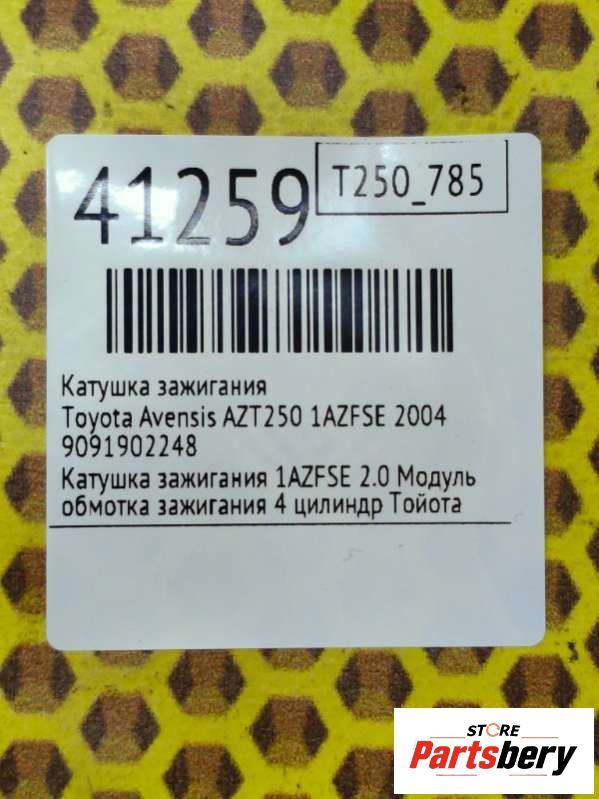 41259
T250_785
Катушка зажигания
Toyota Avensis AZT250 1AZFSE 2004
9091902248
Катушка зажигания 1AZFSE 2.0 Модуль
обмотка зажигания 4 цилиндр Тойота
STORE
Partsbery